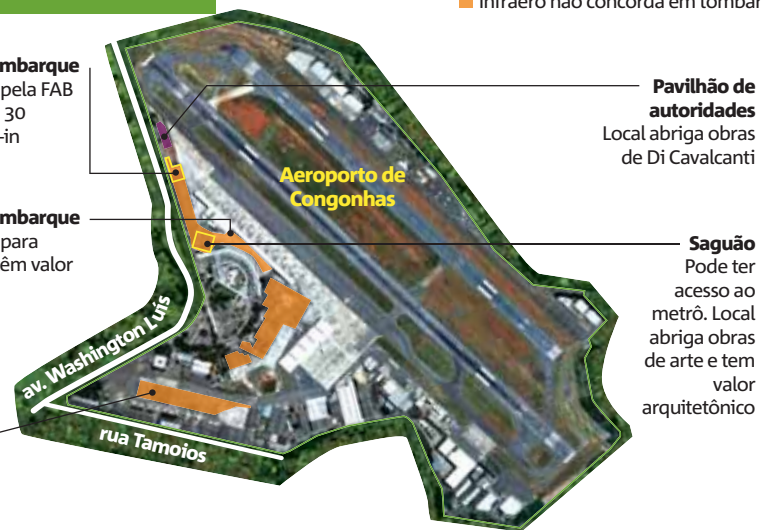 Infraero não concorda em tombar
mbarque
pela FAB
30
-in
Pavilhão de
autoridades
Local abriga obras
de Di Cavalcanti
Aeroporto de
Congonhas
mbarque
para
êm valor
Saguão
Pode ter
acesso ao
metrô. Local
abriga obras
de arte e tem
valor
arquitetônico
av. Washington Luís
rua Tamoios